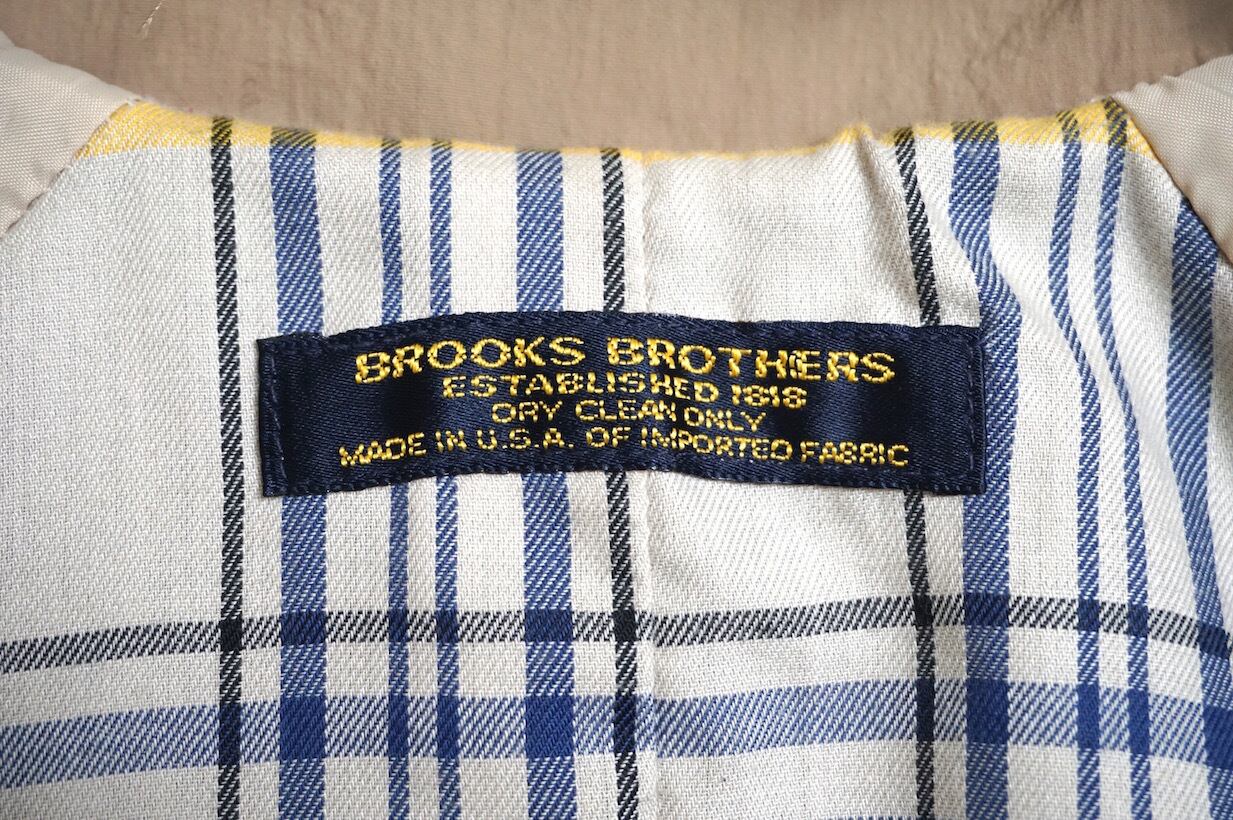 BROOKS BROTHERS
ESTABLISHED 1818
DRY CLEAN ONLY
MADE IN U.S.A. OF IMPORTED FABRIC